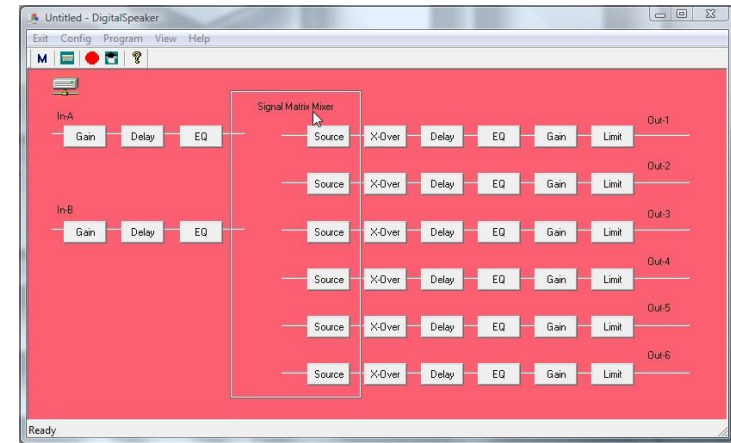 Untitled - DigitalSpeaker
Exit Config Program View Help
M
Signal Matrix Mixer
In-A
Out-1
Gain Delay EQ Source X-Over Delay EQ Gain Limit
Out-2
Source X-Over Delay EQ Gain Limit
In-B
Out-3
Gain Delay EQ Source X-Over Delay EQ Gain Limit
Out-4
Source X-Over Delay EQ Gain Limit
Out-5
Source X-Over Delay EQ Gain Limit
Out-6
Source X-Over Delay EQ Gain Limit
Ready